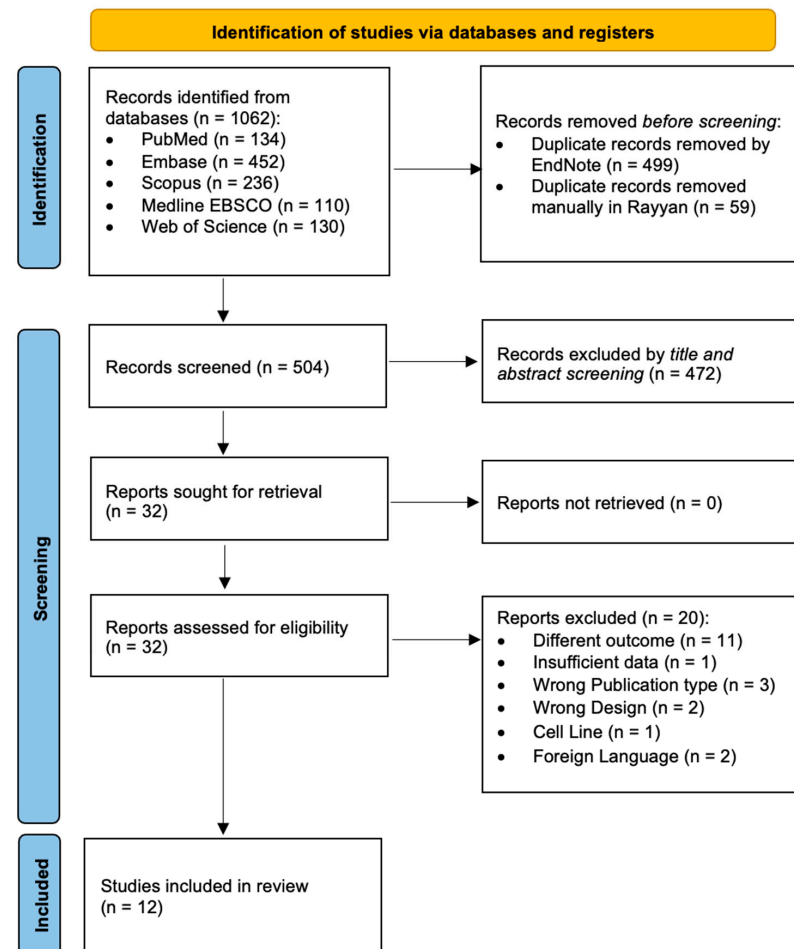 Identification of studies via databases and registers
Identification
Records identified from
databases (n = 1062):
• PubMed (n = 134)
• Embase (n = 452)
• Scopus (n = 236)
• Medline EBSCO (n = 110)
• Web of Science (n = 130)
Records removed before screening:
• Duplicate records removed by
EndNote (n = 499)
• Duplicate records removed
manually in Rayyan (n = 59)
Screening
Records screened (n = 504)
Records excluded by title and
abstract screening (n = 472)
Reports sought for retrieval
(n = 32)
Reports not retrieved (n = 0)
Reports assessed for eligibility
(n = 32)
Reports excluded (n = 20):
• Different outcome (n = 11)
• Insufficient data (n = 1)
• Wrong Publication type (n = 3)
• Wrong Design (n = 2)
• Cell Line (n = 1)
• Foreign Language (n = 2)
Included
Studies included in review
(n = 12)